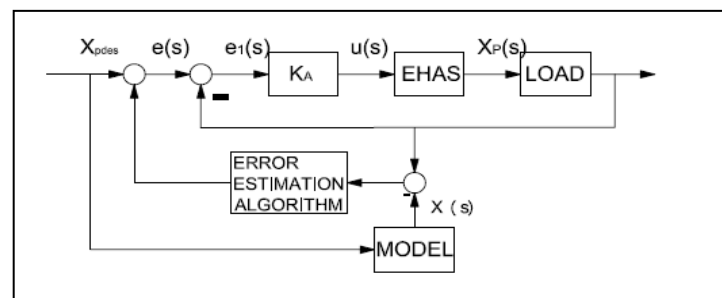 Xpdes e(s) e1(s) u(s) XP(s)
KA EHAS LOAD
ERROR
ESTIMATION
ALGORITHM
X (s)
MODEL